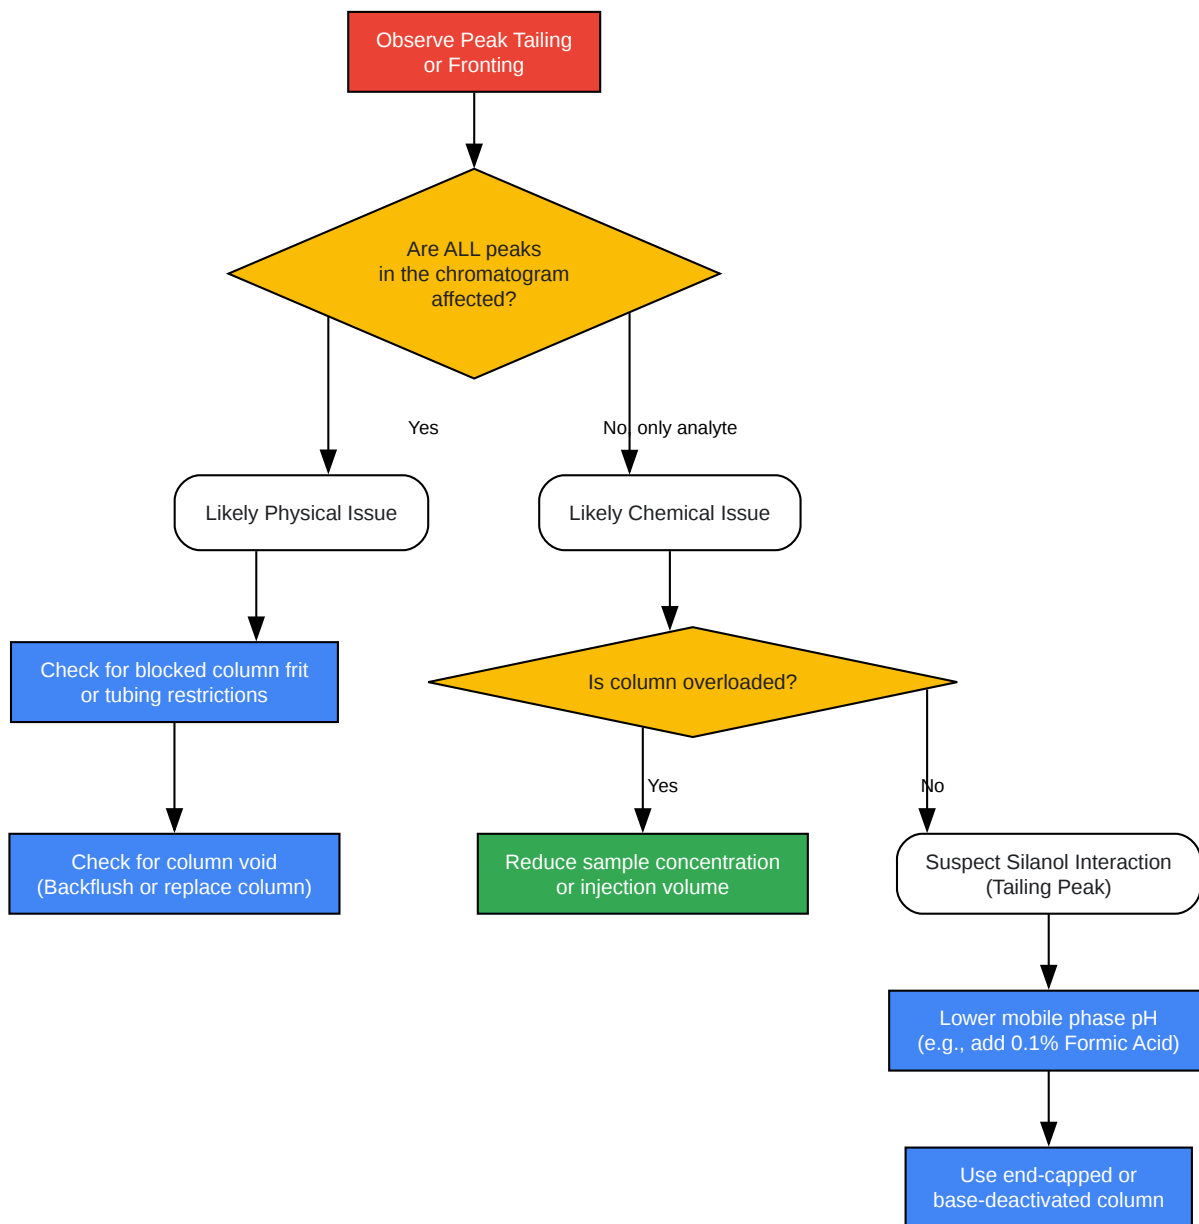 Observe Peak Tailing
or Fronting
Are ALL peaks
in the chromatogram
affected?
Yes
No, only analyte
Likely Physical Issue
Likely Chemical Issue
Check for blocked column frit
or tubing restrictions
Is column overloaded?
Yes
No
Check for column void
(Backflush or replace column)
Reduce sample concentration
or injection volume
Suspect Silanol Interaction
(Tailing Peak)
Lower mobile phase pH
(e.g., add 0.1% Formic Acid)
Use end-capped or
base-deactivated column